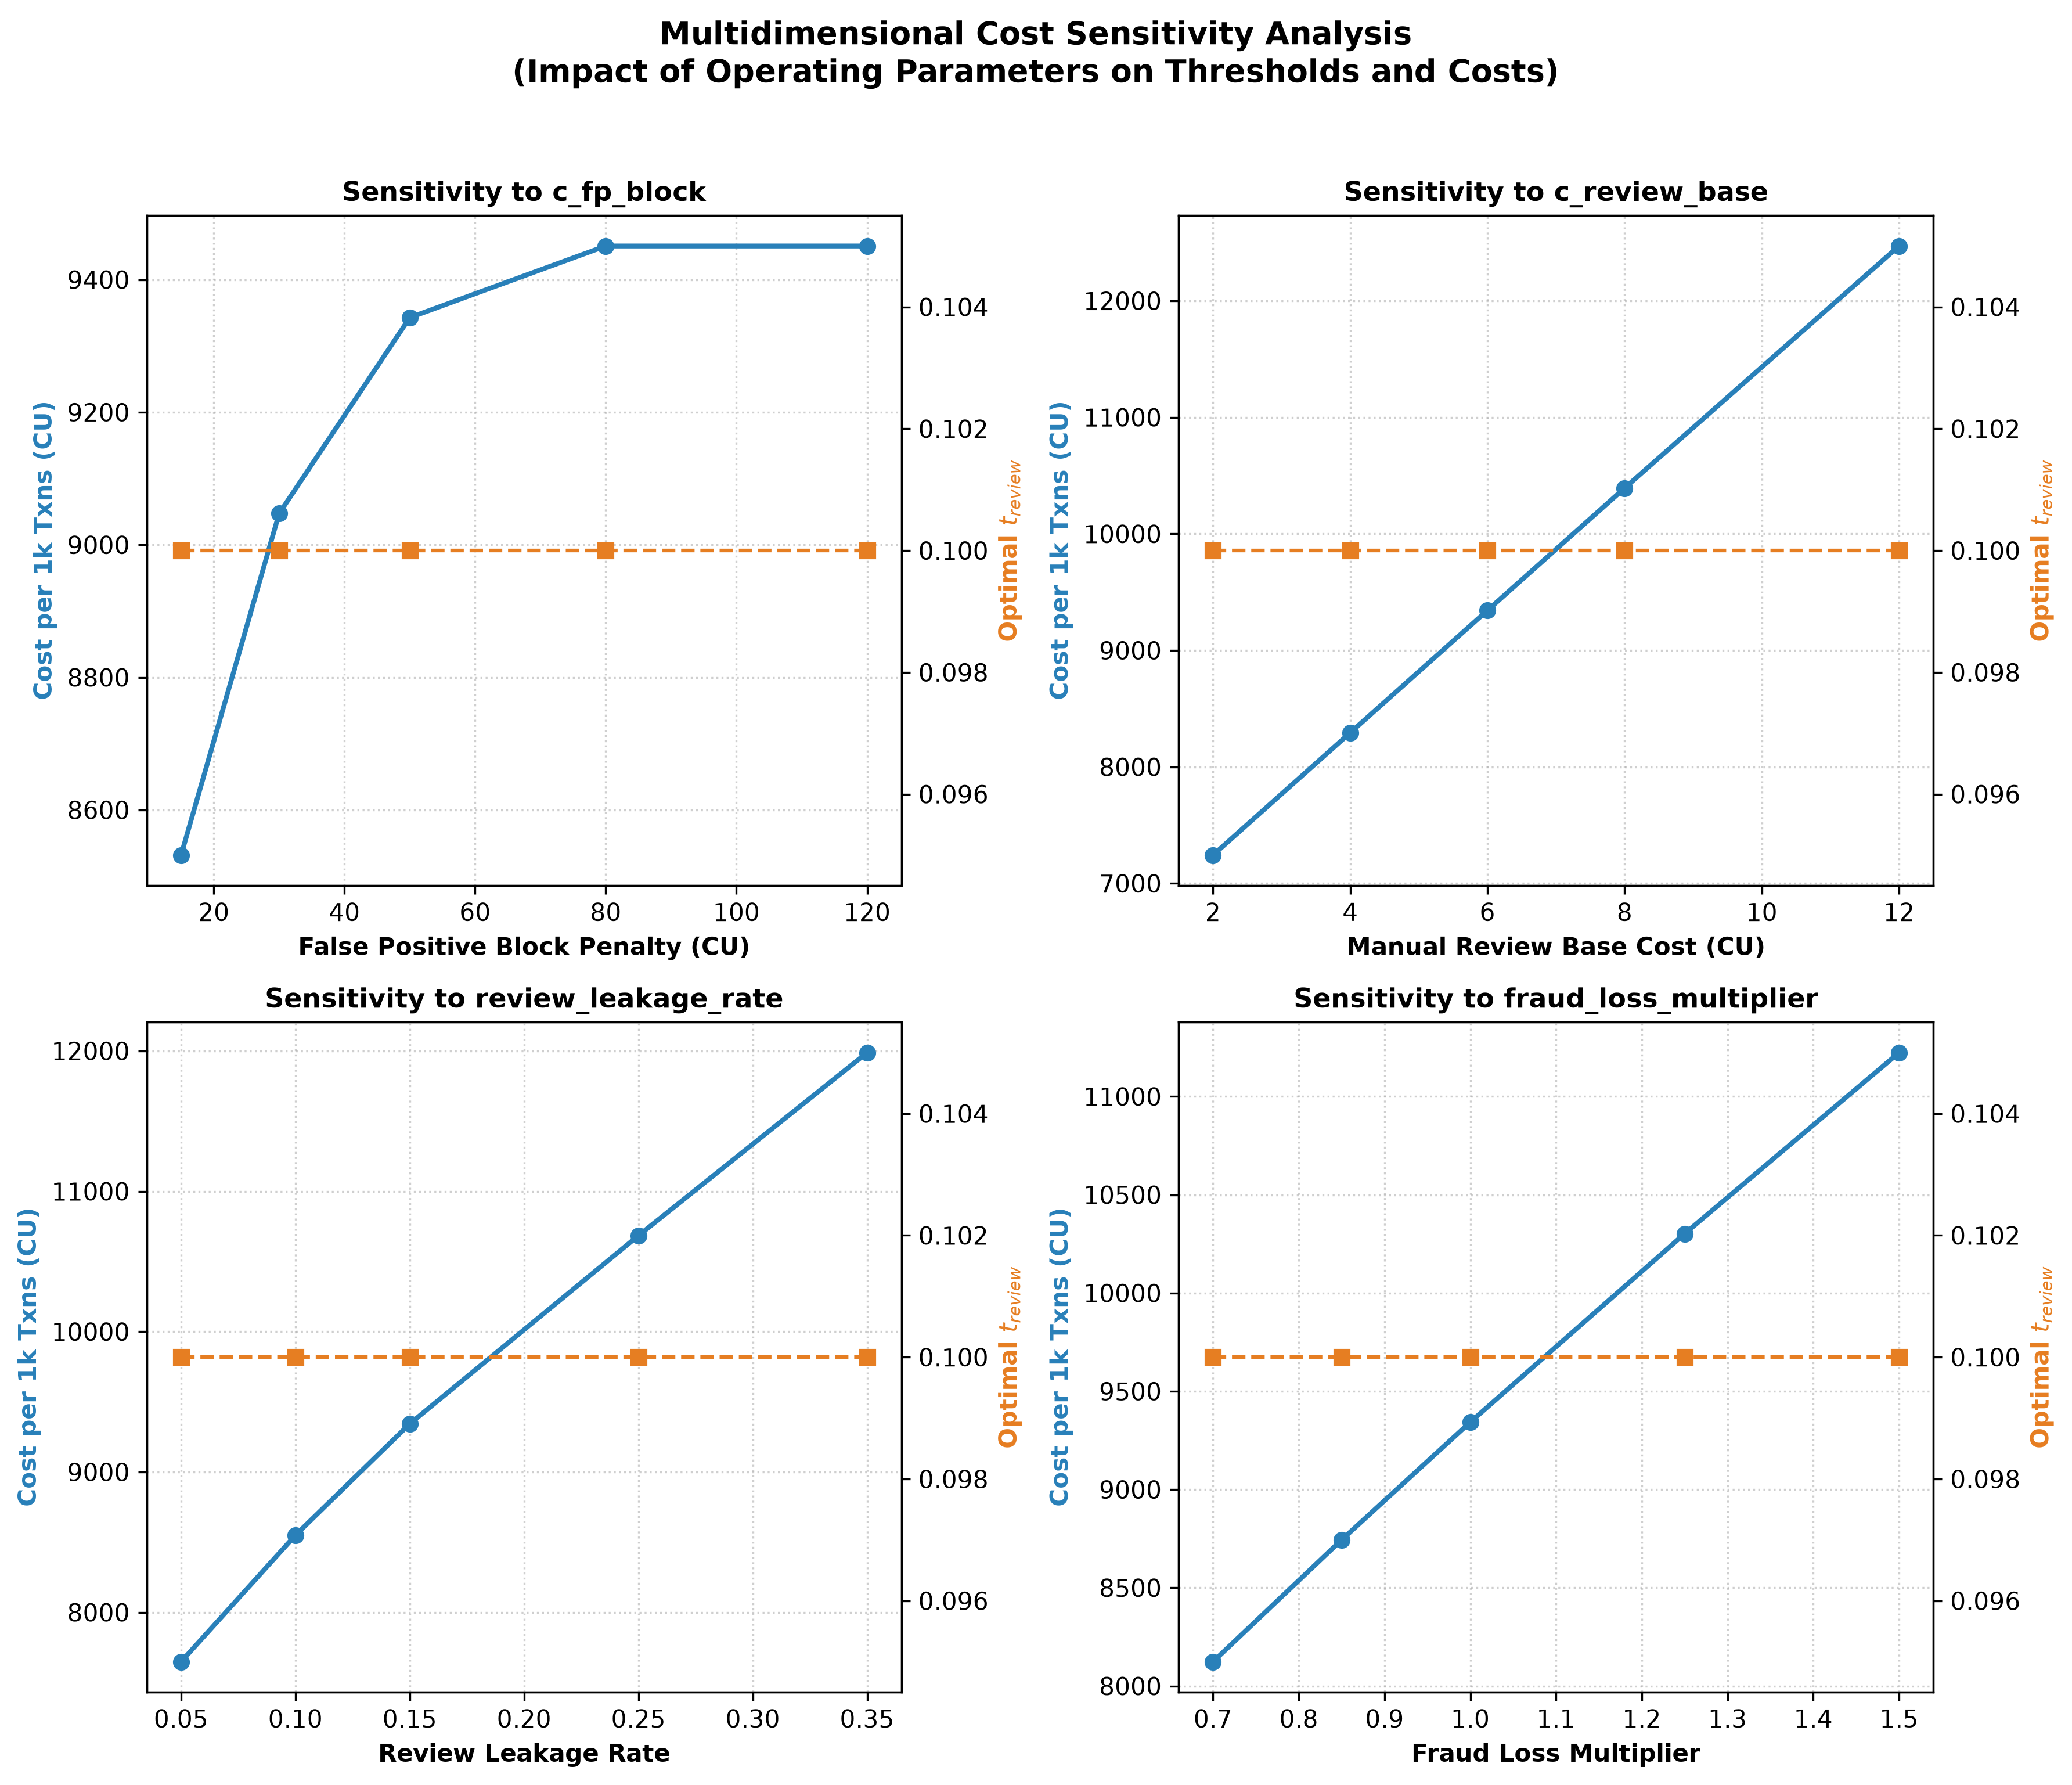 Multidimensional Cost Sensitivity Analysis
(Impact of Operating Parameters on Thresholds and Costs)
Sensitivity to c_fp_block
Cost per 1k Txns (CU)
9400
9200
9000
8800
8600
0.104
0.102
0.100
0.098
0.096
Optimal t_review
20 40 60 80 100 120
False Positive Block Penalty (CU)
Sensitivity to c_review_base
Cost per 1k Txns (CU)
12000
11000
10000
9000
8000
7000
0.104
0.102
0.100
0.098
0.096
Optimal t_review
2 4 6 8 10 12
Manual Review Base Cost (CU)
Sensitivity to review_leakage_rate
Cost per 1k Txns (CU)
12000
11000
10000
9000
8000
0.104
0.102
0.100
0.098
0.096
Optimal t_review
0.05 0.10 0.15 0.20 0.25 0.30 0.35
Review Leakage Rate
Sensitivity to fraud_loss_multiplier
Cost per 1k Txns (CU)
11000
10500
10000
9500
9000
8500
8000
0.104
0.102
0.100
0.098
0.096
Optimal t_review
0.7 0.8 0.9 1.0 1.1 1.2 1.3 1.4 1.5
Fraud Loss Multiplier